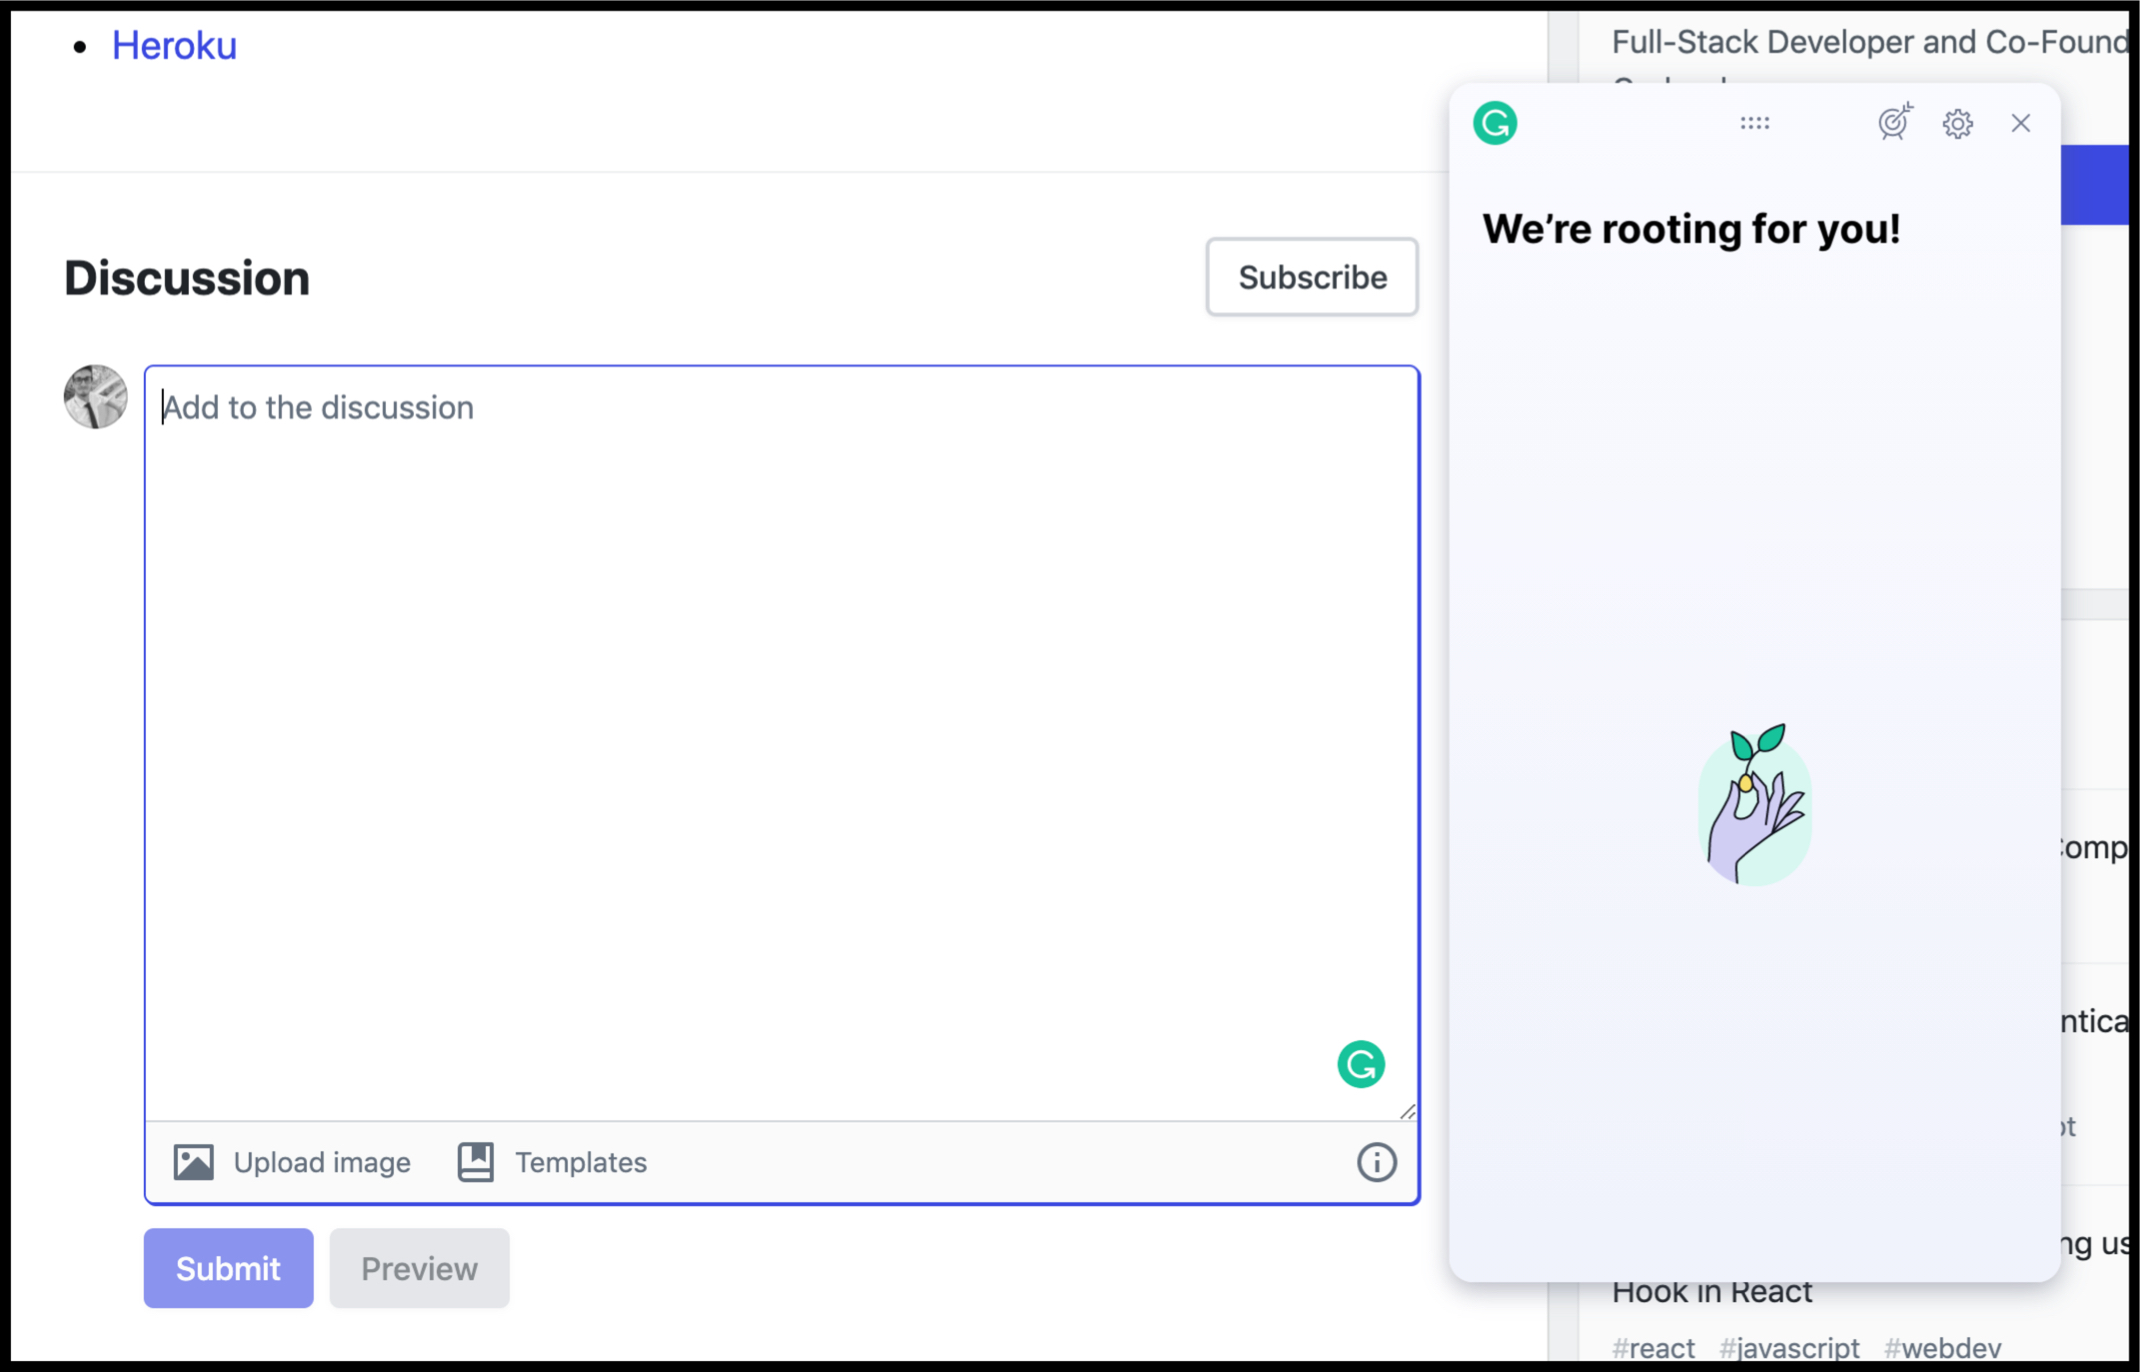 Heroku
Discussion
Subscribe
Add to the discussion
Upload image
Templates
Submit
Preview
Full-Stack Developer and Co-Found
We're rooting for you!
Comp
ntica
ot
ng us
Hook in React
#react #javascript #webdev